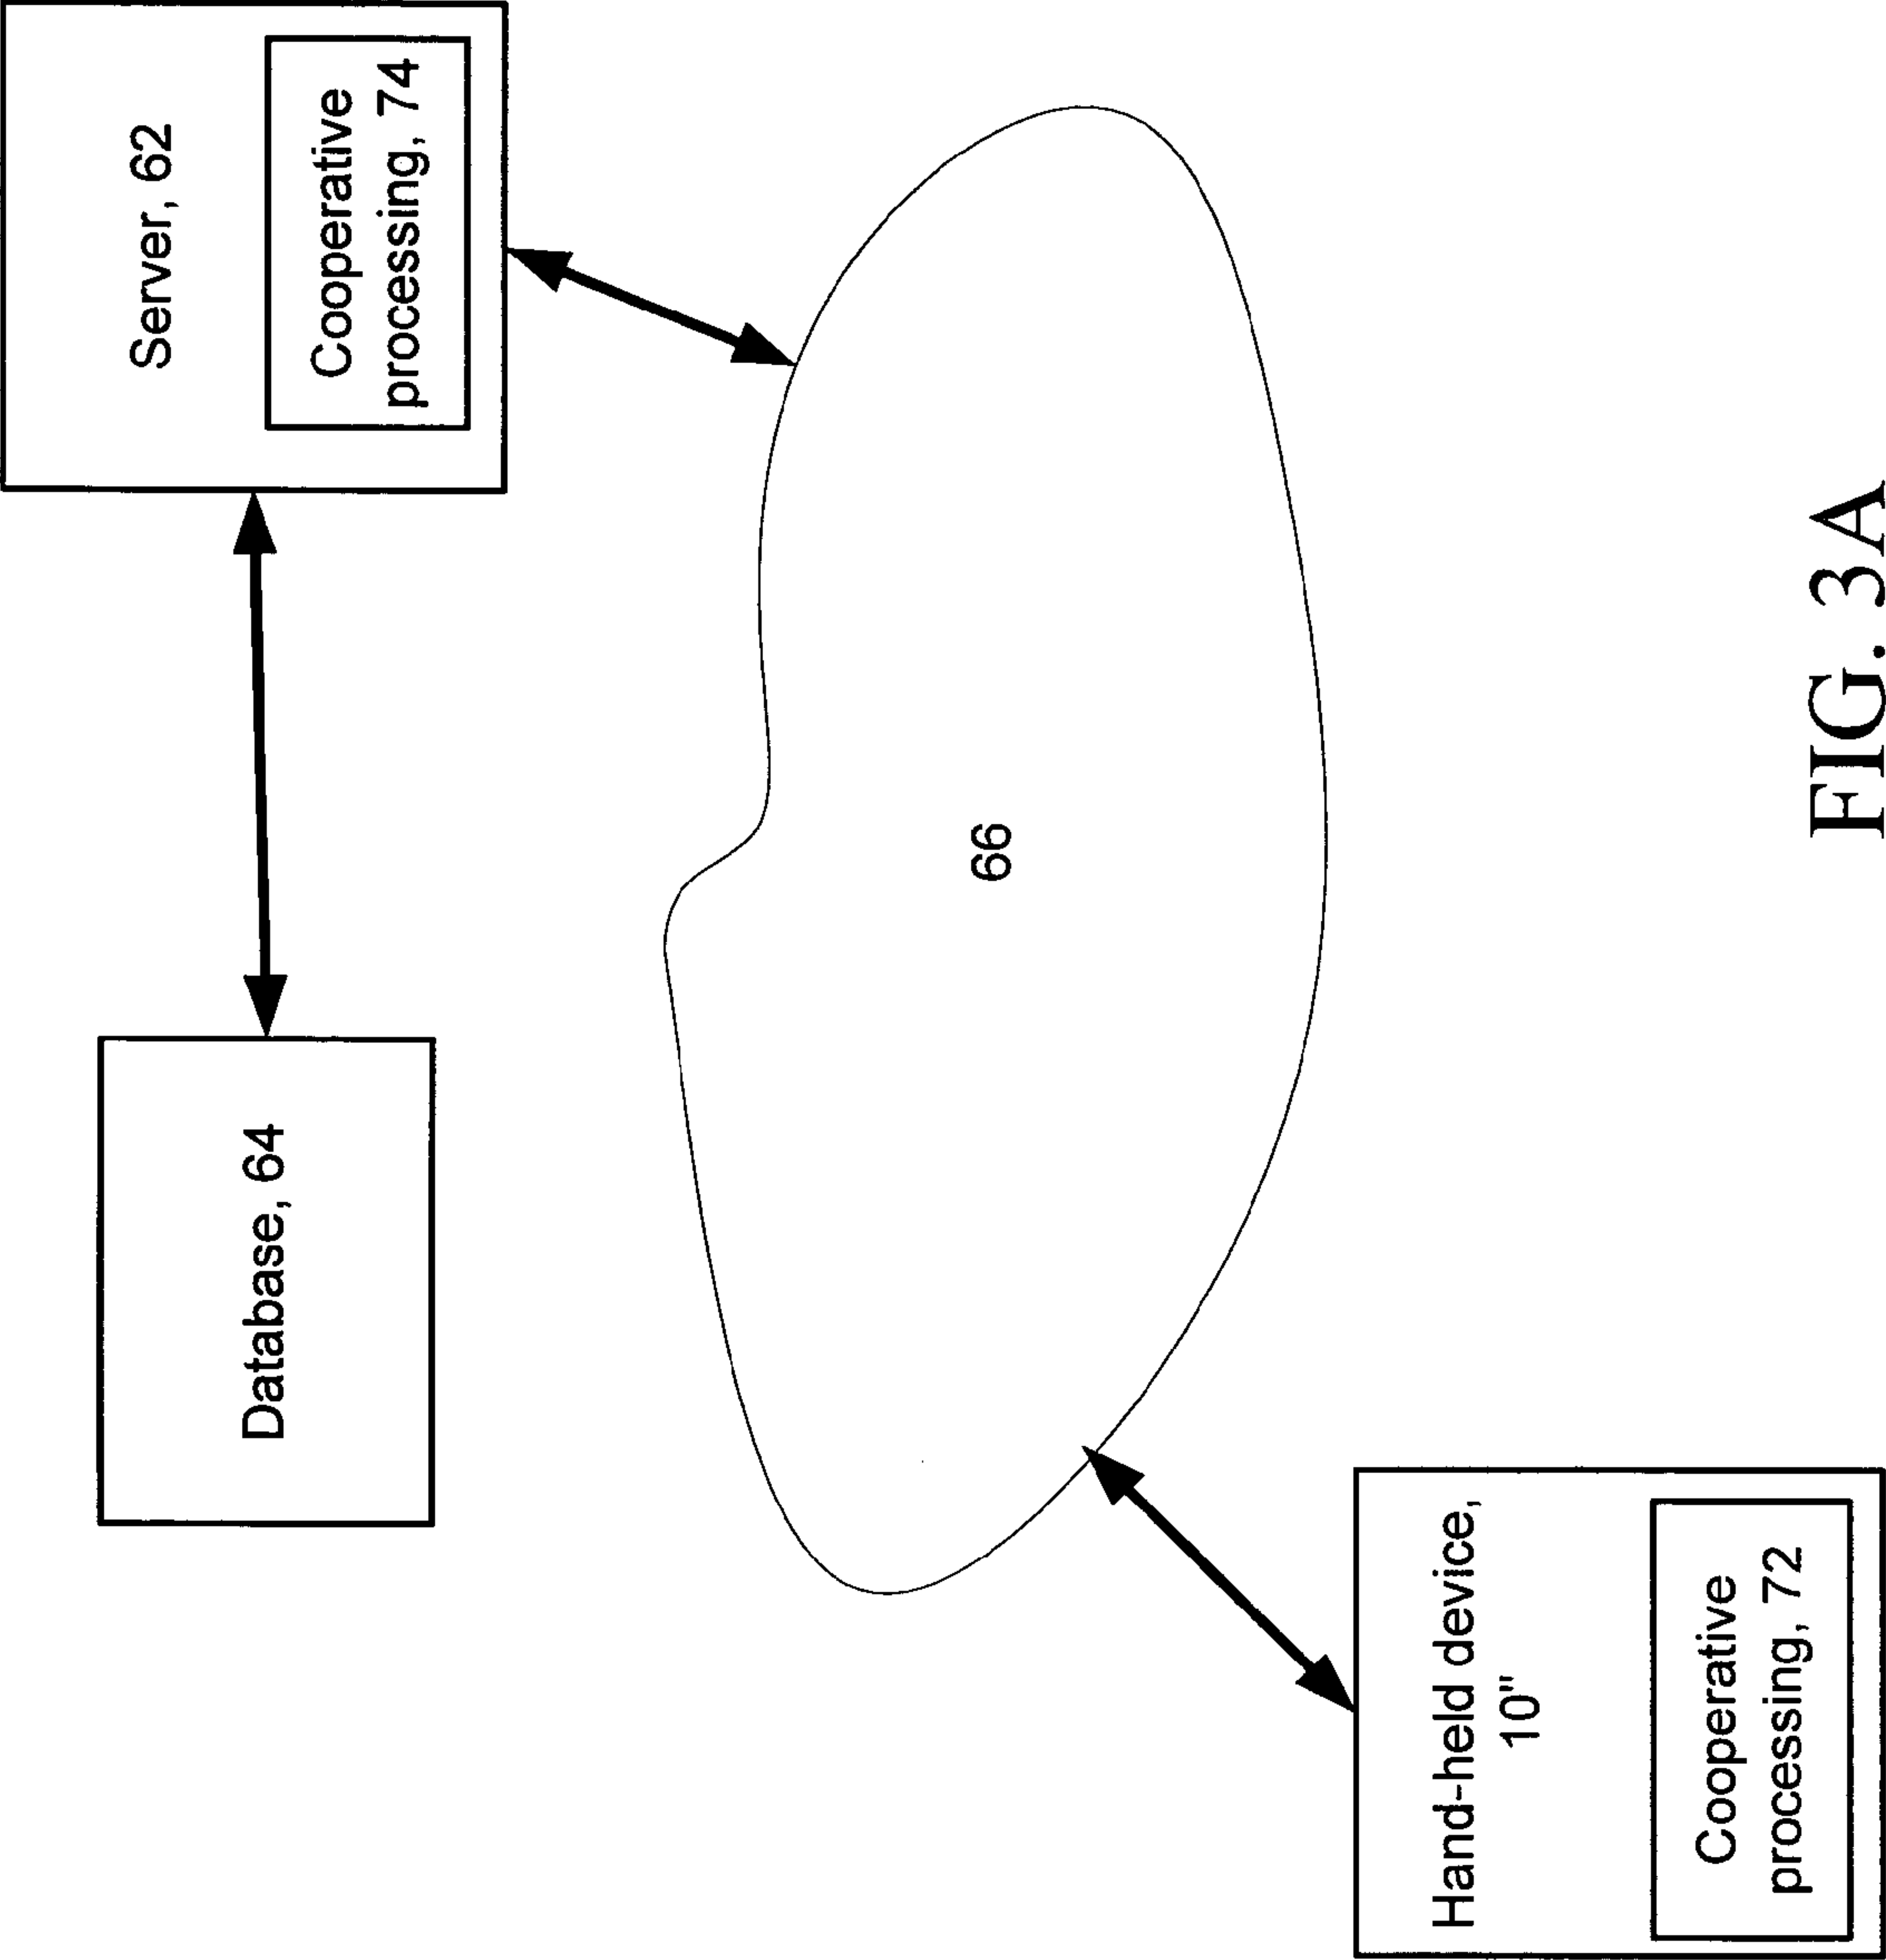 Database, 64
Server, 62
Cooperative
processing, 74
66
Hand-held device,
10"
Cooperative
processing, 72
FIG. 3A